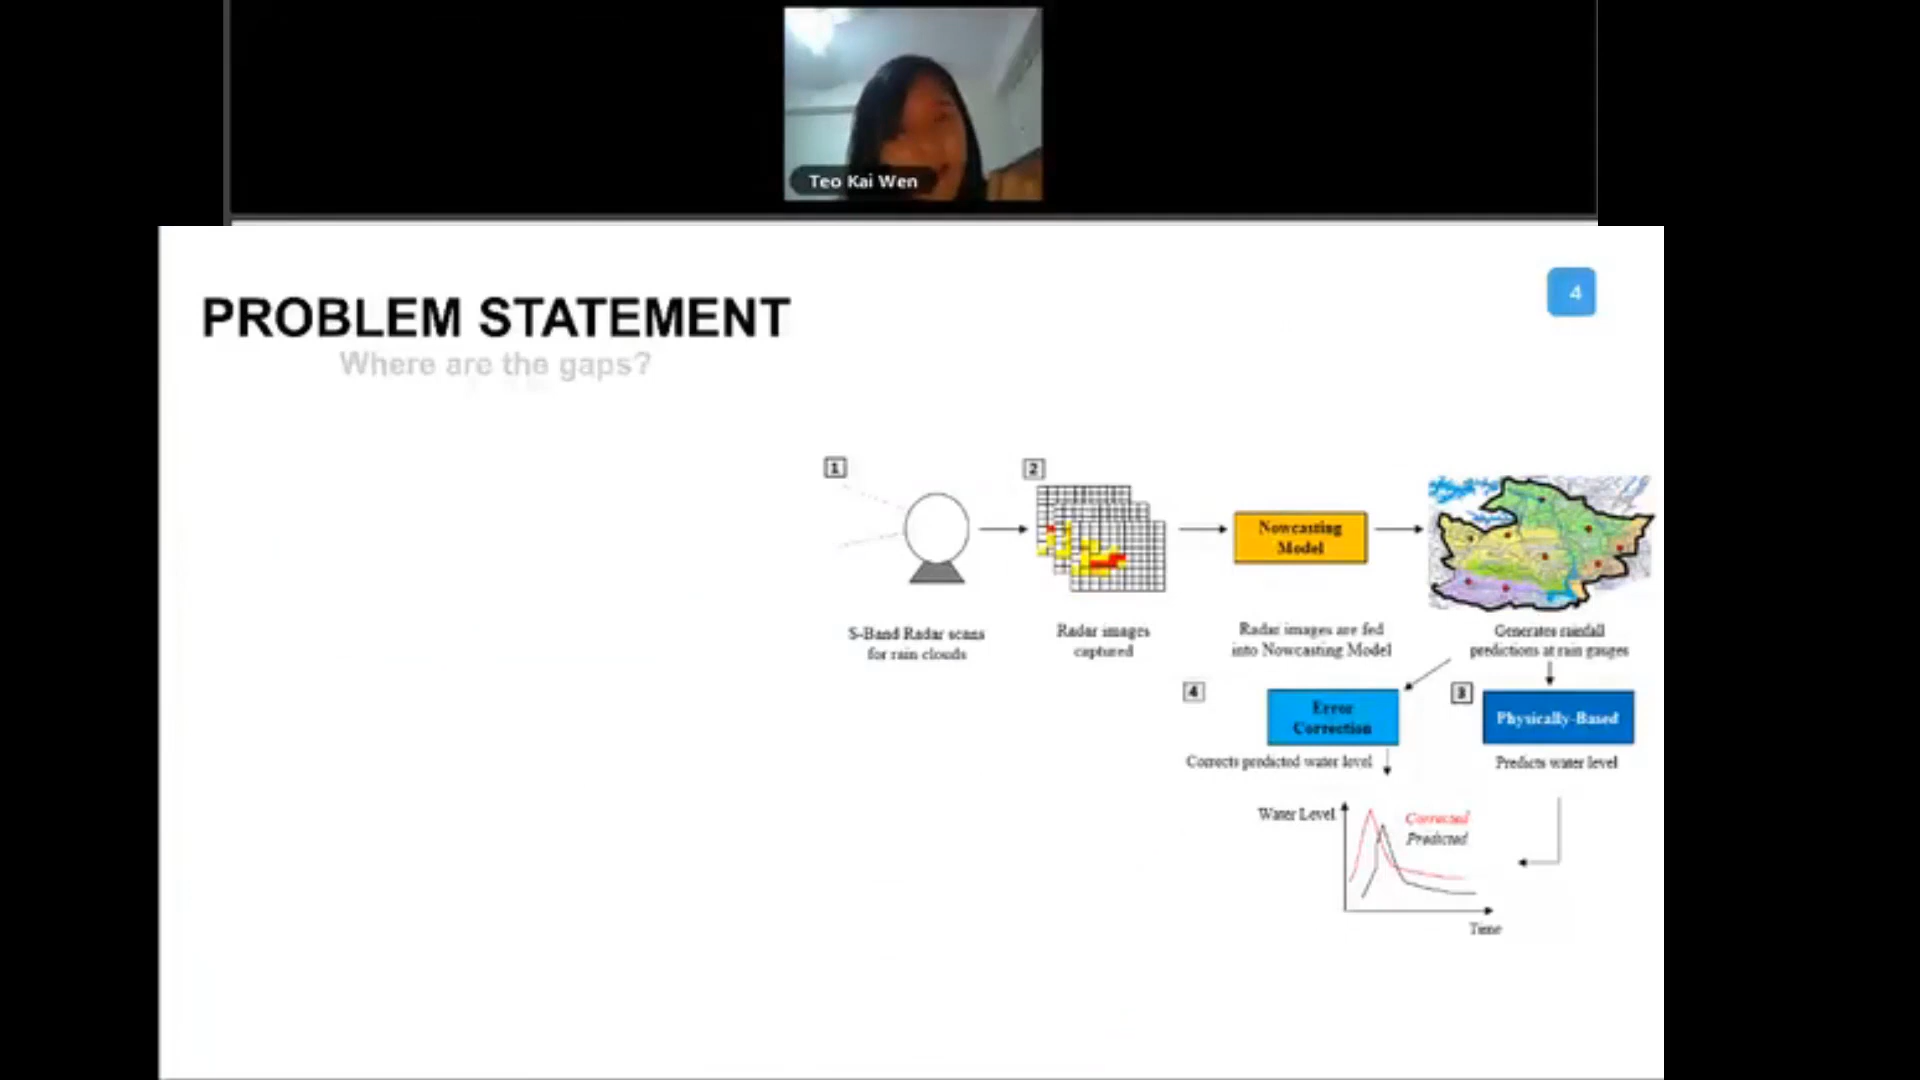 Teo Kai Wen
4
PROBLEM STATEMENT
Where are the gaps?
1
2
Nowcasting
Model
S-Band Radar scans
for rain clouds
Radar images
captured
Radar images are fed
into Nowcasting Model
Generates rainfall
predictions at rain gauges
4
Error
Correction
3
Physically-Based
Corrects predicted water level
Predicts water level
Water Level
Corrected
Predicted
Time